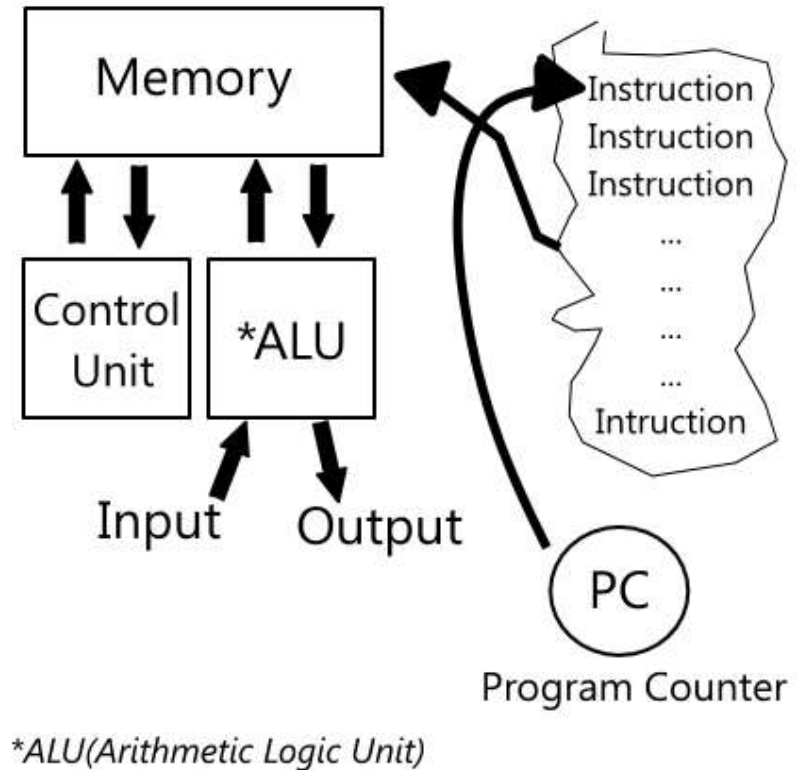 Memory
Control
Unit
*ALU
Input
Output
Instruction
Instruction
Instruction
...
...
...
...
Intruction
PC
Program Counter
*ALU(Arithmetic Logic Unit)